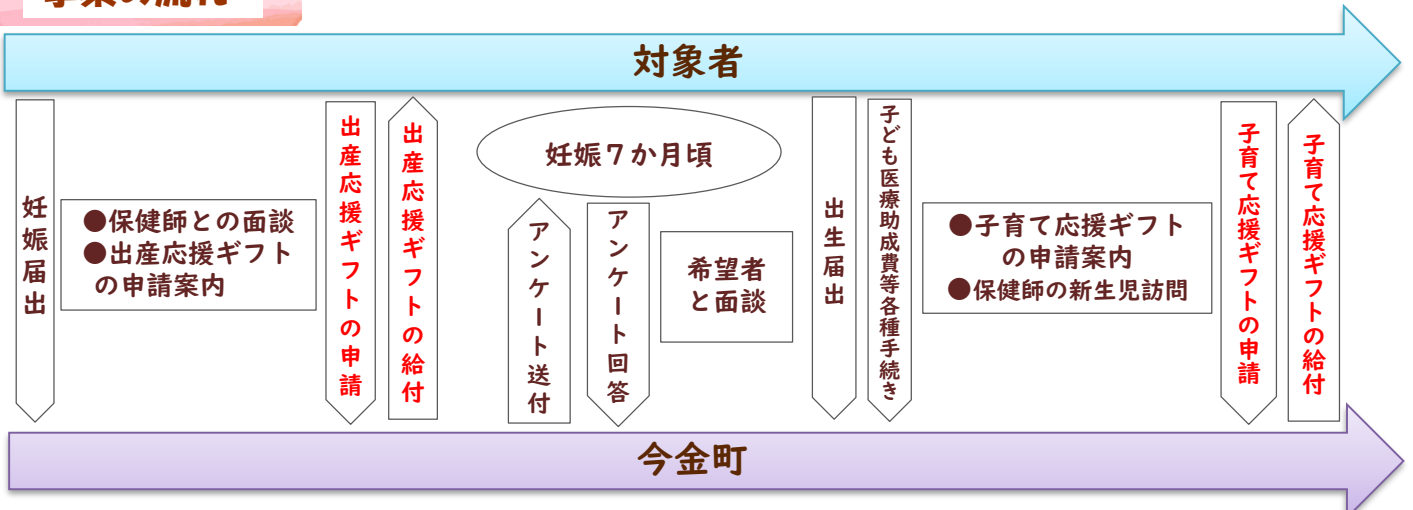 事業の流れ
対象者
妊娠届出
●保健師との面談
●出産応援ギフト
の申請案内
出産応援ギフトの申請
出産応援ギフトの給付
妊娠7か月頃
アンケート送付
アンケート回答
希望者
と面談
出生届出
子ども医療助成費等各種手続き
●子育て応援ギフト
の申請案内
●保健師の新生児訪問
子育て応援ギフトの申請
子育て応援ギフトの給付
今金町